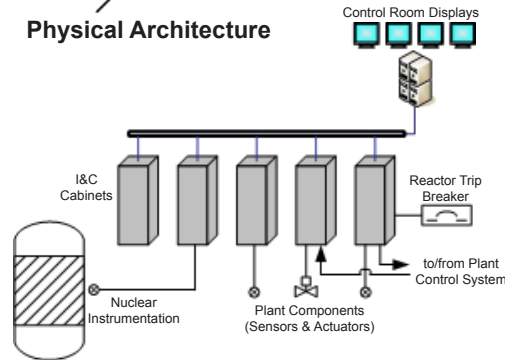 Physical Architecture
Control Room Displays
I&C
Cabinets
Reactor Trip
Breaker
to/from Plant
Control System
Nuclear
Instrumentation
Plant Components
(Sensors & Actuators)